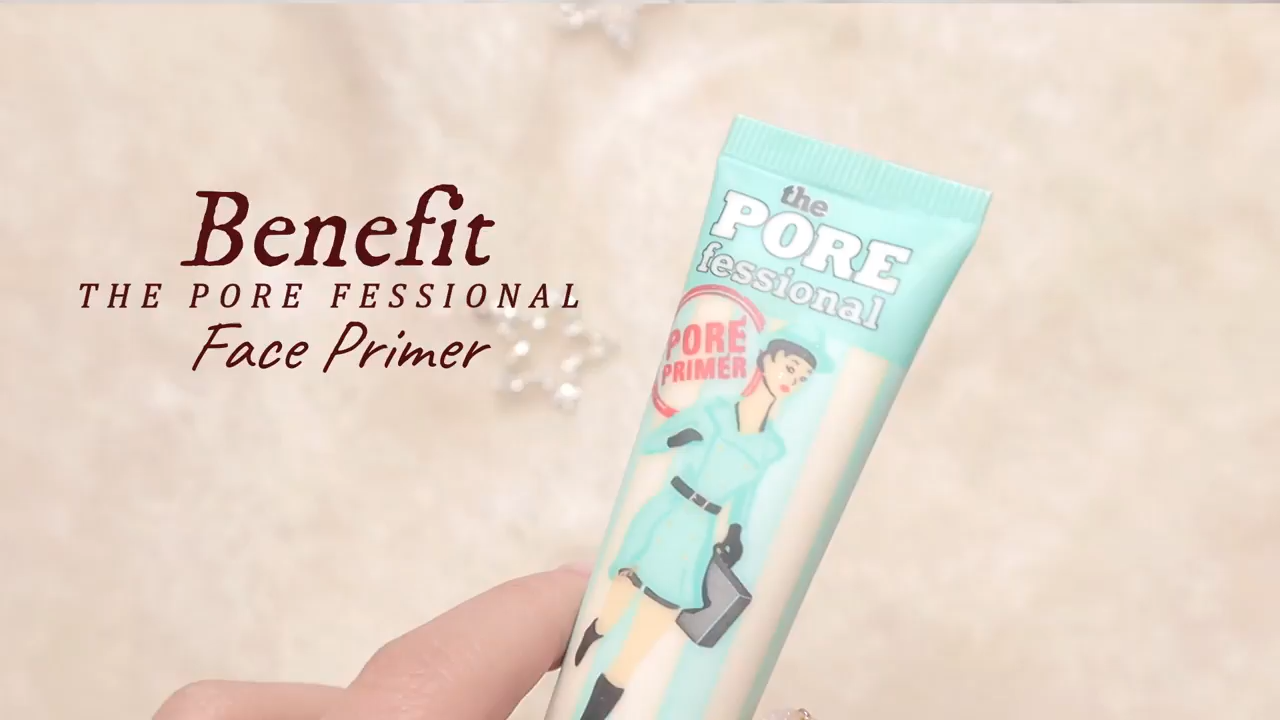 Benefit
THE PORE FESSIONAL
Face Primer
the
PORE
fessional
PORE
PRIMER